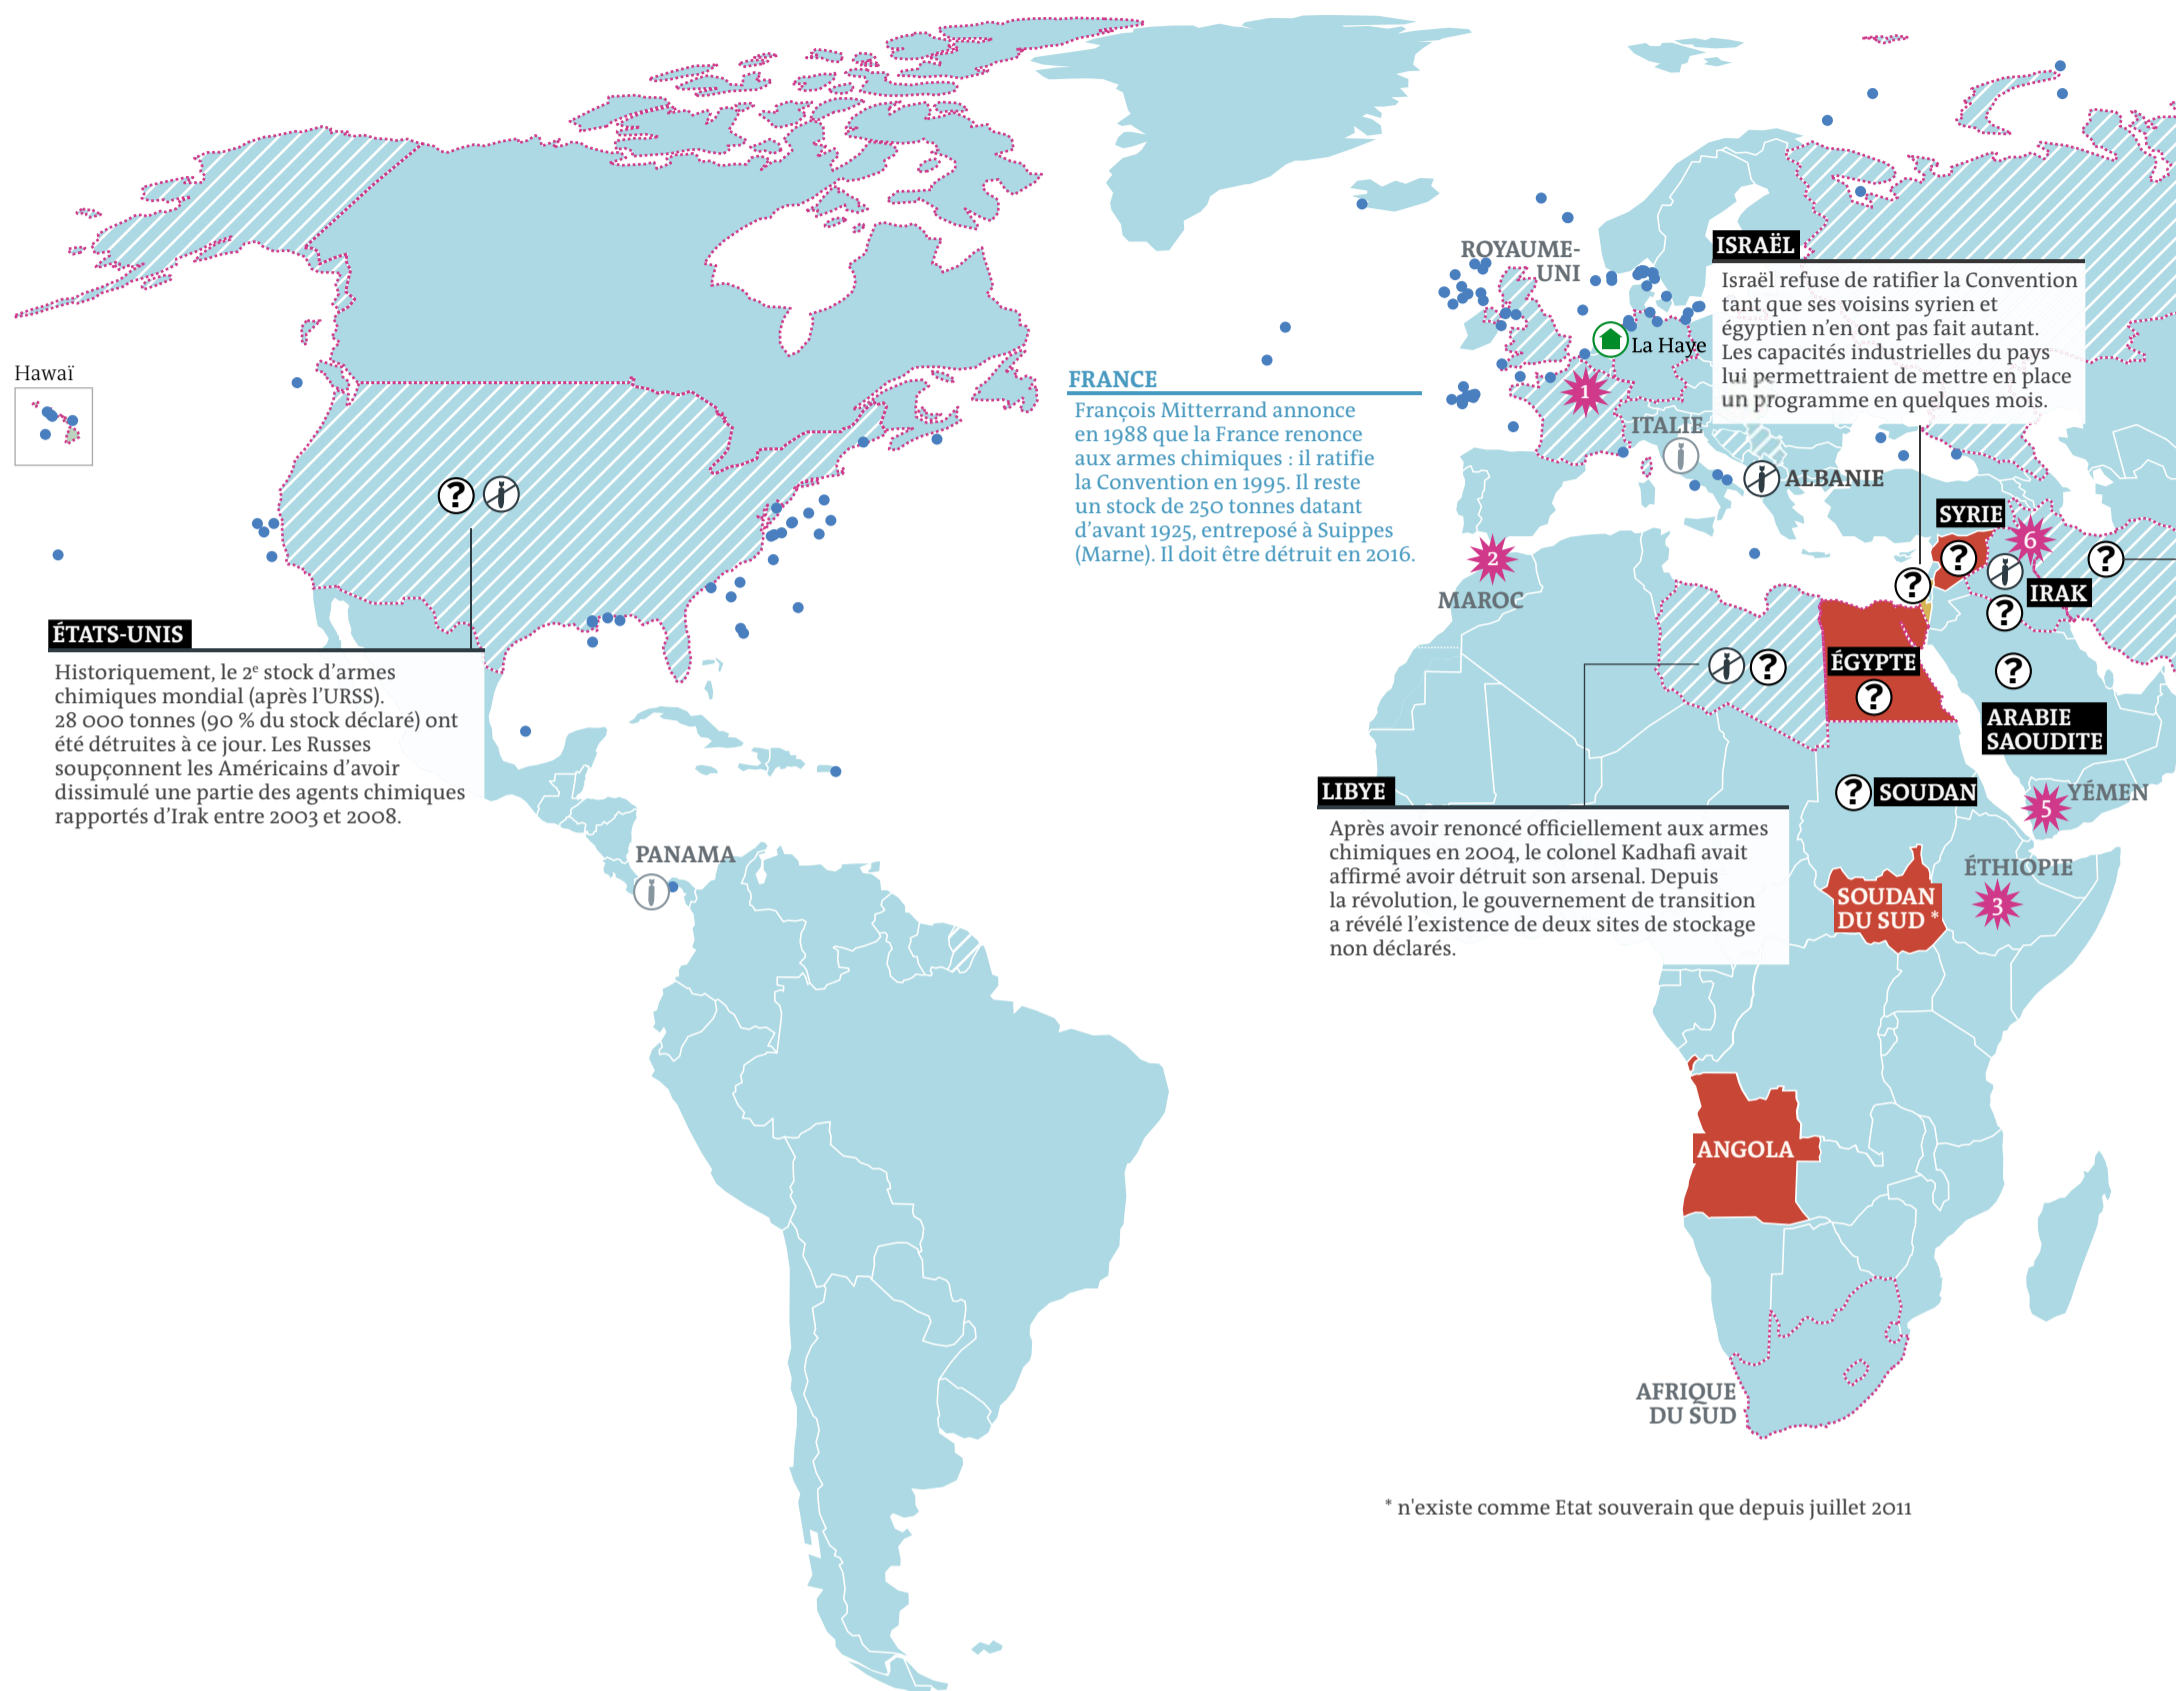 Hawaï
ÉTATS-UNIS
Historiquement, le 2e stock d’armes
chimiques mondial (après l’URSS).
28 000 tonnes (90 % du stock déclaré) ont
été détruites à ce jour. Les Russes
soupçonnent les Américains d’avoir
dissimulé une partie des agents chimiques
rapportés d’Irak entre 2003 et 2008.
?
PANAMA
FRANCE
François Mitterrand annonce
en 1988 que la France renonce
aux armes chimiques : il ratifie
la Convention en 1995. Il reste
un stock de 250 tonnes datant
d’avant 1925, entreposé à Suippes
(Marne). Il doit être détruit en 2016.
ROYAUME-
UNI
La Haye
1
ITALIE
ALBANIE
ISRAËL
Israël refuse de ratifier la Convention
tant que ses voisins syrien et
égyptien n’en ont pas fait autant.
Les capacités industrielles du pays
lui permettraient de mettre en place
un programme en quelques mois.
?
SYRIE
?
6
?
IRAK
?
2
MAROC
?
ÉGYPTE
?
?
ARABIE
SAOUDITE
LIBYE
Après avoir renoncé officiellement aux armes
chimiques en 2004, le colonel Kadhafi avait
affirmé avoir détruit son arsenal. Depuis
la révolution, le gouvernement de transition
a révélé l’existence de deux sites de stockage
non déclarés.
? SOUDAN
5
YÉMEN
ÉTHIOPIE
3
SOUDAN
DU SUD *
ANGOLA
AFRIQUE
DU SUD
* n'existe comme Etat souverain que depuis juillet 2011